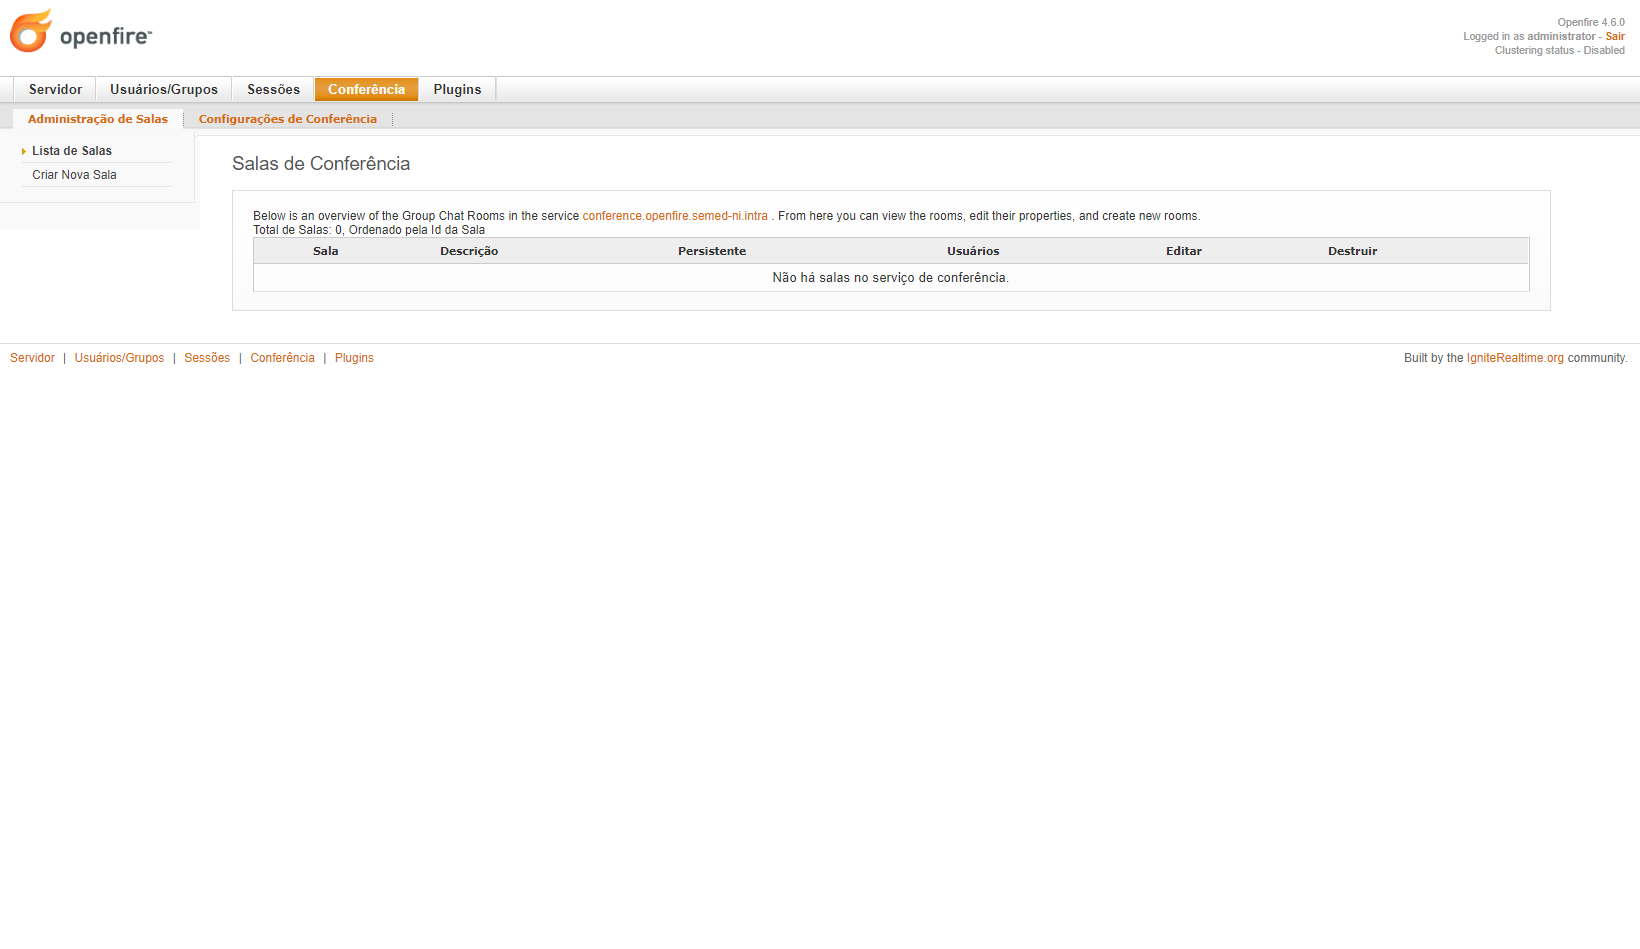 openfire™
Openfire 4.6.0
Logged in as administrator - Sair
Clustering status - Disabled
Servidor Usuários/Grupos Sessões Conferência Plugins
Administração de Salas Configurações de Conferência
Lista de Salas
Criar Nova Sala
Salas de Conferência
Below is an overview of the Group Chat Rooms in the service conference.openfire.semed-ni.intra . From here you can view the rooms, edit their properties, and create new rooms.
Total de Salas: 0, Ordenado pela Id da Sala
Sala Descrição Persistente Usuários Editar Destruir
Não há salas no serviço de conferência.
Servidor | Usuários/Grupos | Sessões | Conferência | Plugins
Built by the IgniteRealtime.org community.